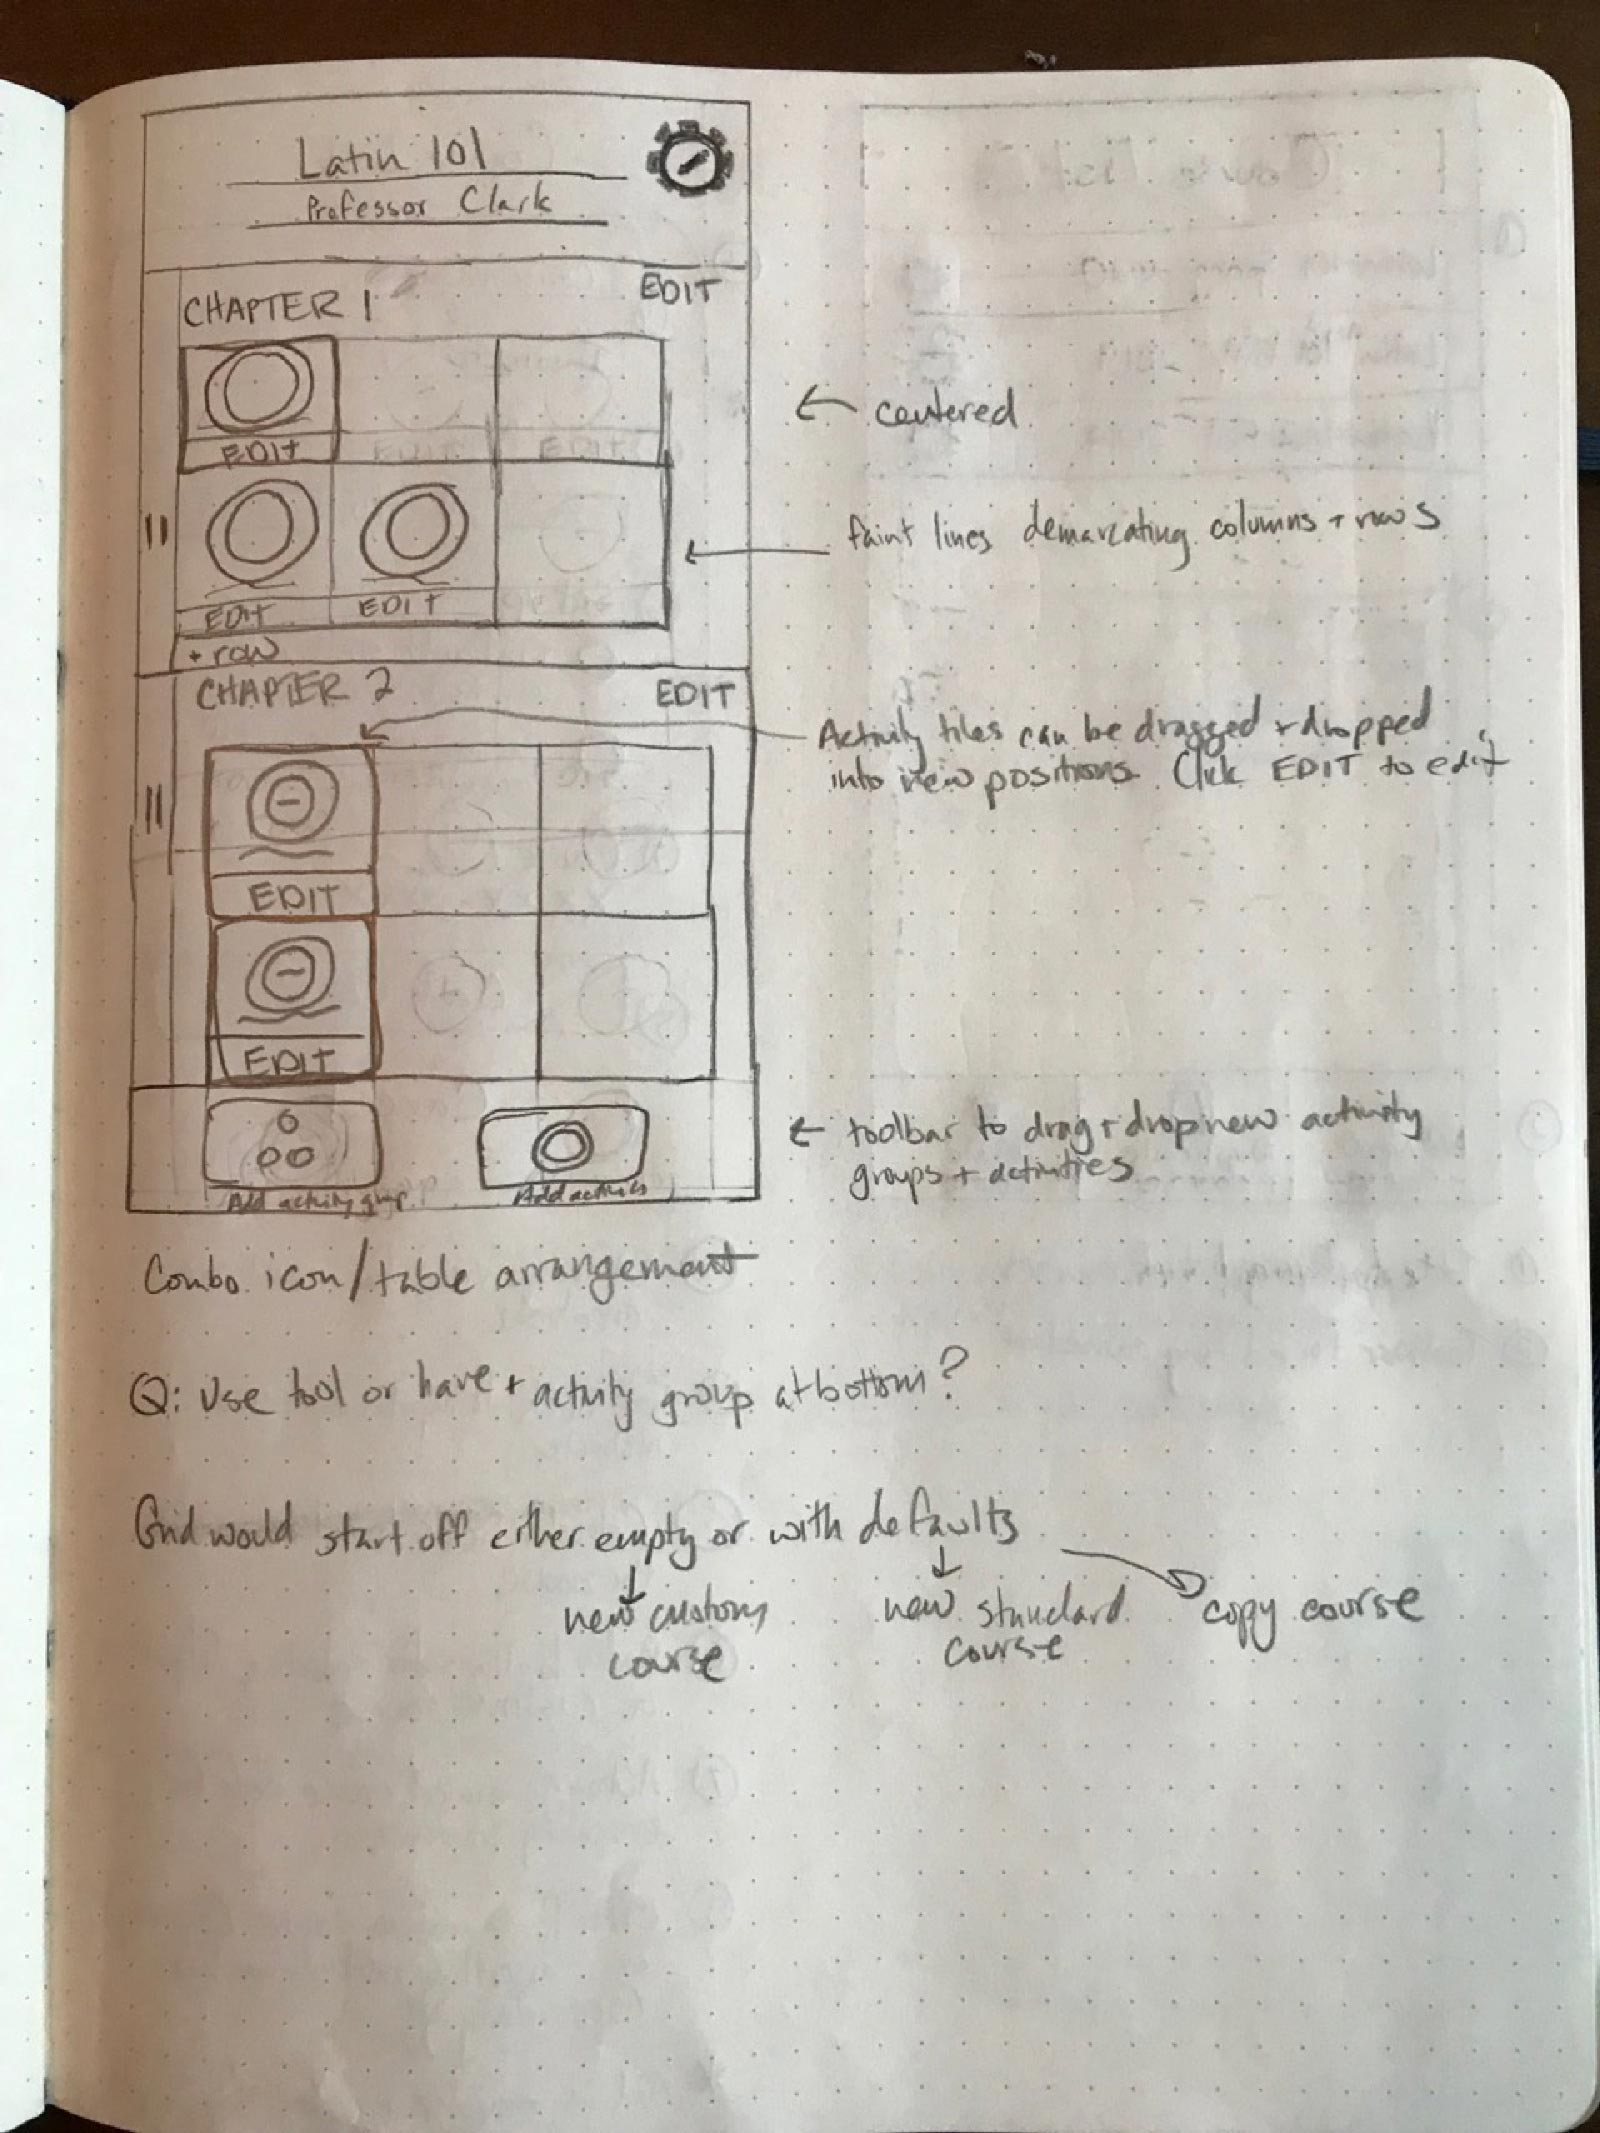 Latin 101
Professor Clark
EDIT
CHAPTER 1
EDIT
← centered
EDIT EDIT
faint lines demarcating columns + rows
+ row
CHAPTER 2 EDIT
Activity tiles can be dragged + dropped
into new positions. Click EDIT to edit
EDIT
EDIT
← toolbar to drag + drop new activity
groups + activities
Add activity group
Add activity
Combo icon/table arrangement
Q: Use tool or have + activity group at bottom?
Grid would start off either empty or with defaults
new custom
course
new standard
course
copy course